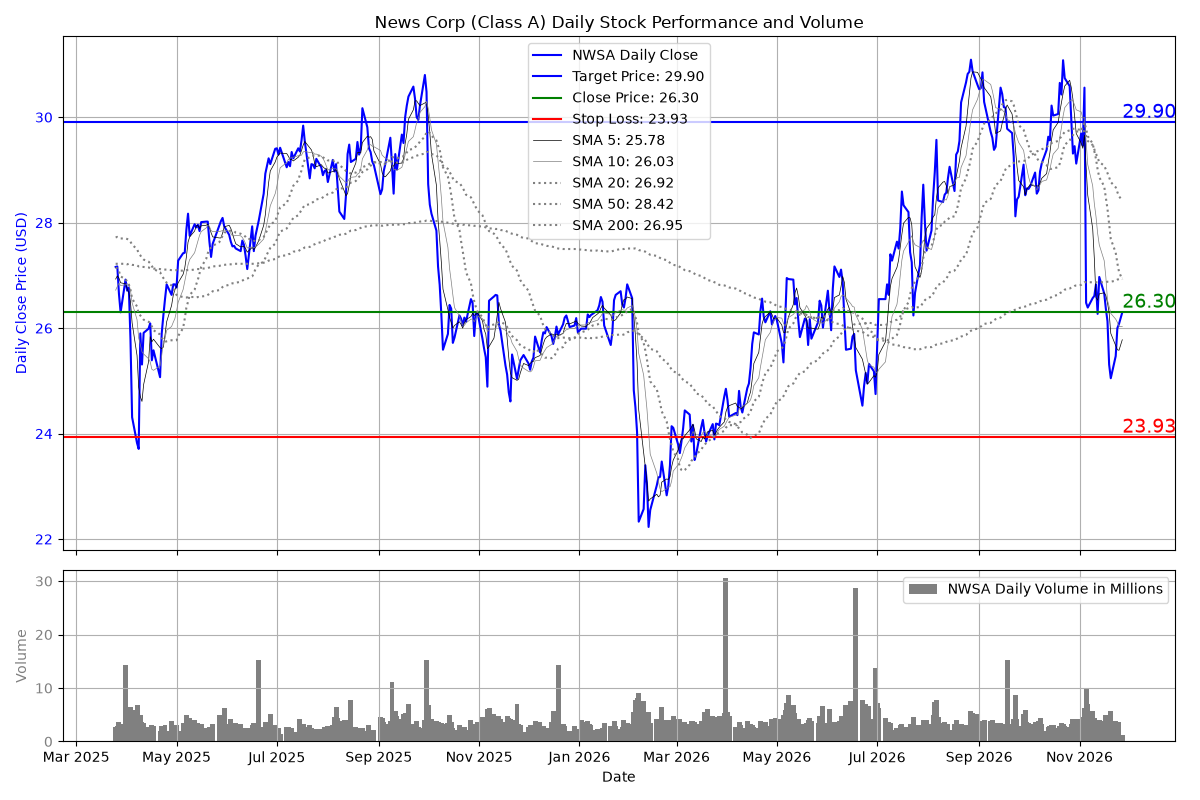 News Corp (Class A) Daily Stock Performance and Volume
NWSA Daily Close
Target Price: 29.90
Close Price: 26.30
Stop Loss: 23.93
SMA 5: 25.78
SMA 10: 26.03
SMA 20: 26.92
SMA 50: 28.42
SMA 200: 26.95
29.90
26.30
23.93
30
28
26
24
22
Daily Close Price (USD)
NWSA Daily Volume in Millions
30
20
10
0
Volume
Mar 2025
May 2025
Jul 2025
Sep 2025
Nov 2025
Jan 2026
Mar 2026
May 2026
Jul 2026
Sep 2026
Nov 2026
Date